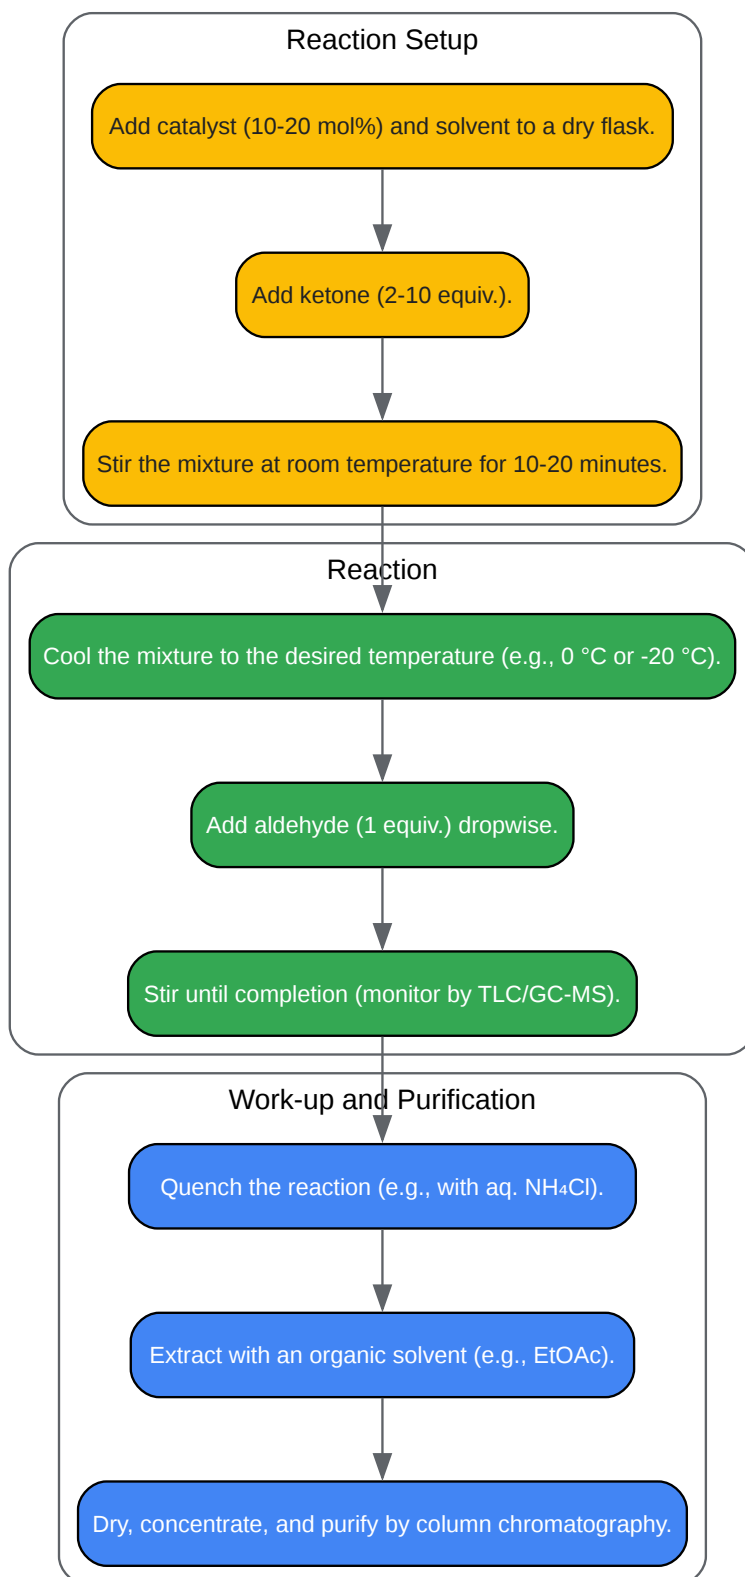 Reaction Setup
Add catalyst (10-20 mol%) and solvent to a dry flask.
Add ketone (2-10 equiv.).
Stir the mixture at room temperature for 10-20 minutes.
Reaction
Cool the mixture to the desired temperature (e.g., 0 °C or -20 °C).
Add aldehyde (1 equiv.) dropwise.
Stir until completion (monitor by TLC/GC-MS).
Work-up and Purification
Quench the reaction (e.g., with aq. NH₄Cl).
Extract with an organic solvent (e.g., EtOAc).
Dry, concentrate, and purify by column chromatography.